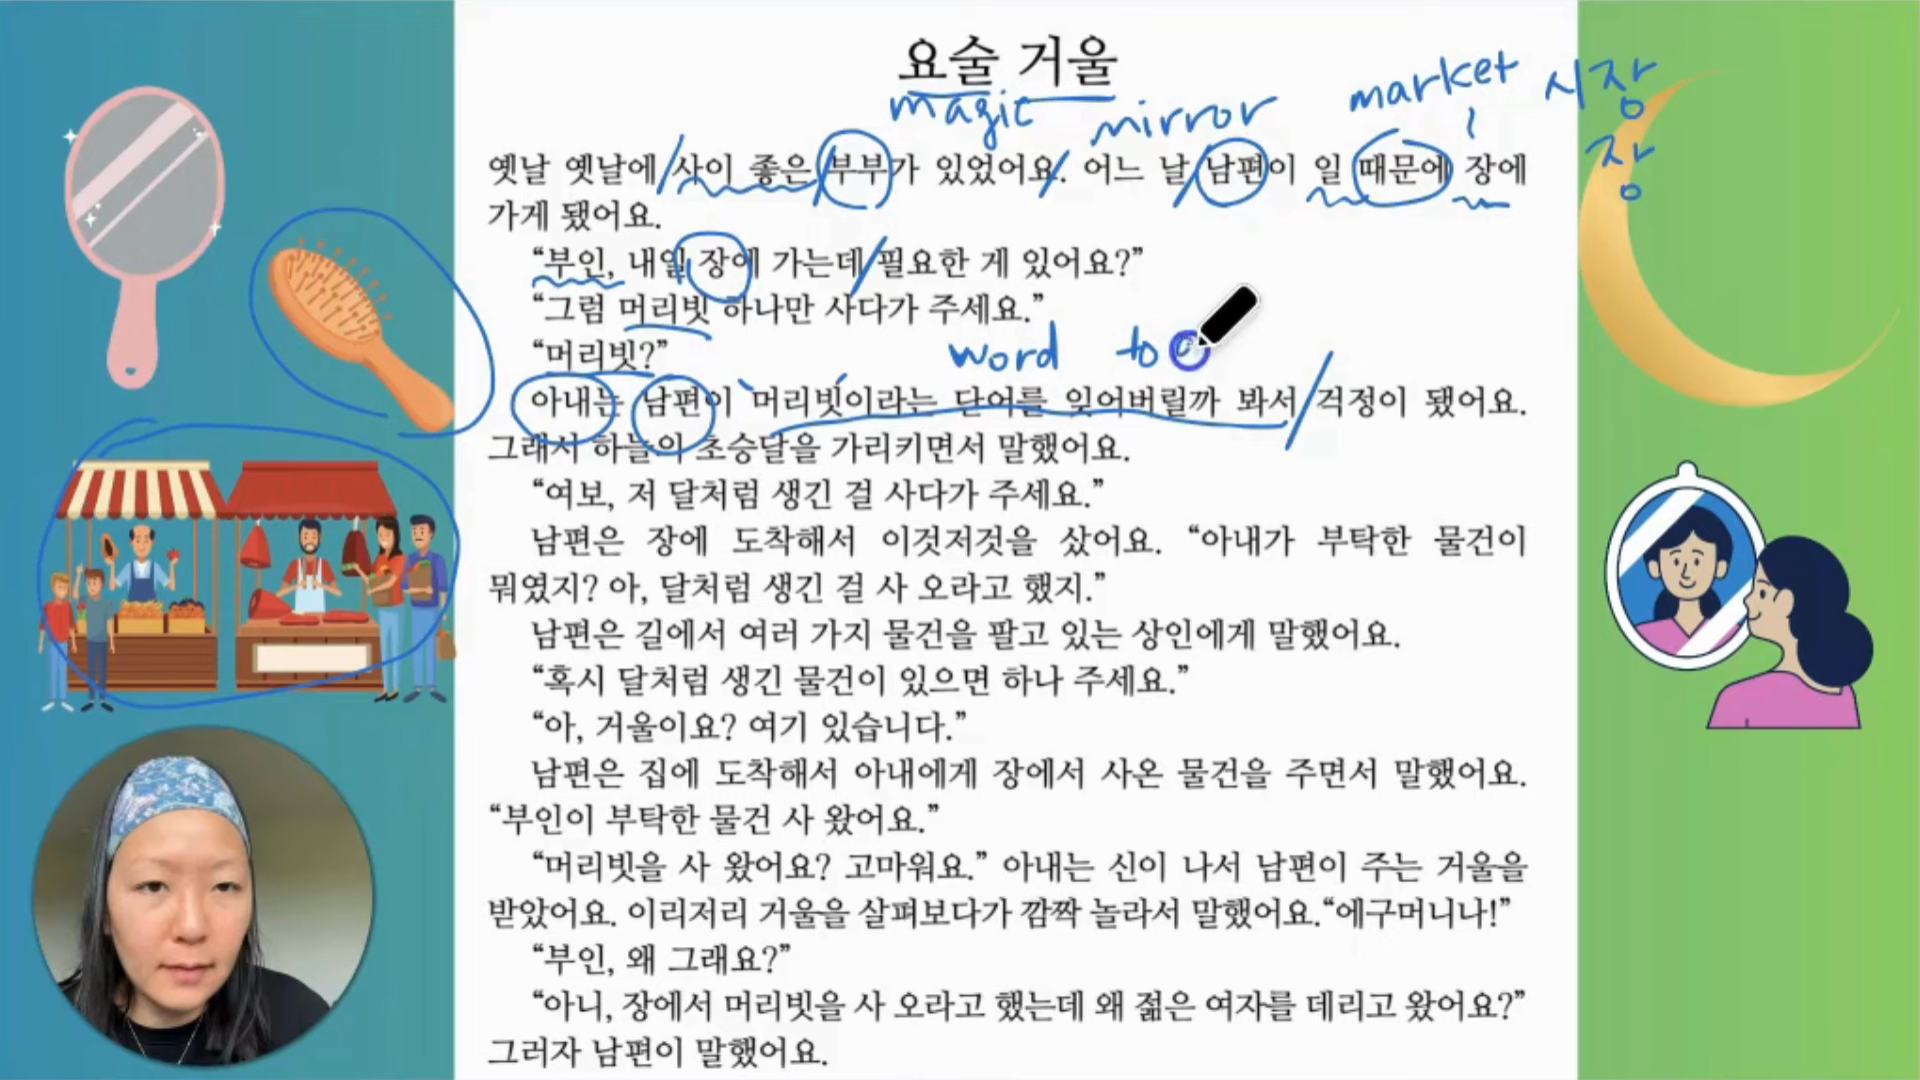 요술 거울
magic mirror market 시장
장
옛날 옛날에 사이 좋은 부부가 있었어요. 어느 날 남편이 일 때문에 장에
가게 됐어요.
“부인, 내일 장에 가는데 필요한 게 있어요?”
“그럼 머리빗 하나만 사다가 주세요.”
“머리빗?”
word to
아내는 남편이 머리빗이라는 단어를 잊어버릴까 봐서 걱정이 됐어요.
그래서 하늘의 초승달을 가리키면서 말했어요.
“여보, 저 달처럼 생긴 걸 사다가 주세요.”
남편은 장에 도착해서 이것저것을 샀어요. “아내가 부탁한 물건이
뭐였지? 아, 달처럼 생긴 걸 사 오라고 했지.”
남편은 길에서 여러 가지 물건을 팔고 있는 상인에게 말했어요.
“혹시 달처럼 생긴 물건이 있으면 하나 주세요.”
“아, 거울이요? 여기 있습니다.”
남편은 집에 도착해서 아내에게 장에서 사온 물건을 주면서 말했어요.
“부인이 부탁한 물건 사 왔어요.”
“머리빗을 사 왔어요? 고마워요.” 아내는 신이 나서 남편이 주는 거울을
받았어요. 이리저리 거울을 살펴보다가 깜짝 놀라서 말했어요.“에구머니나!”
“부인, 왜 그래요?”
“아니, 장에서 머리빗을 사 오라고 했는데 왜 젊은 여자를 데리고 왔어요?”
그러자 남편이 말했어요.